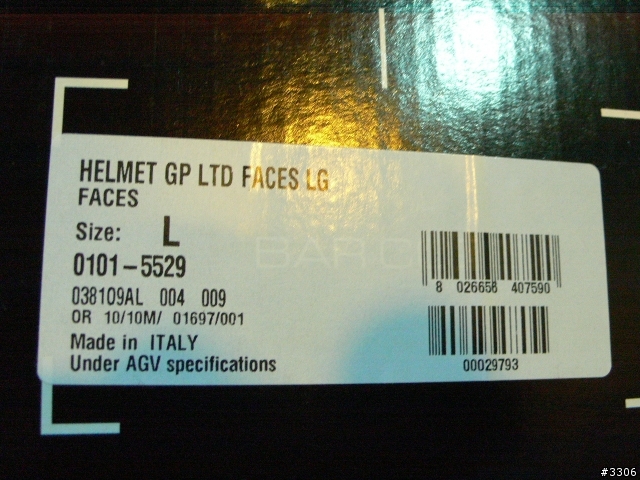 HELMET GP LTD FACES LG
FACES
Size: L
0101-5529
038109AL 004 009
OR 10/10M/ 01697/001
Made in ITALY
Under AGV specifications
8 026656 407590
00029793
#3306